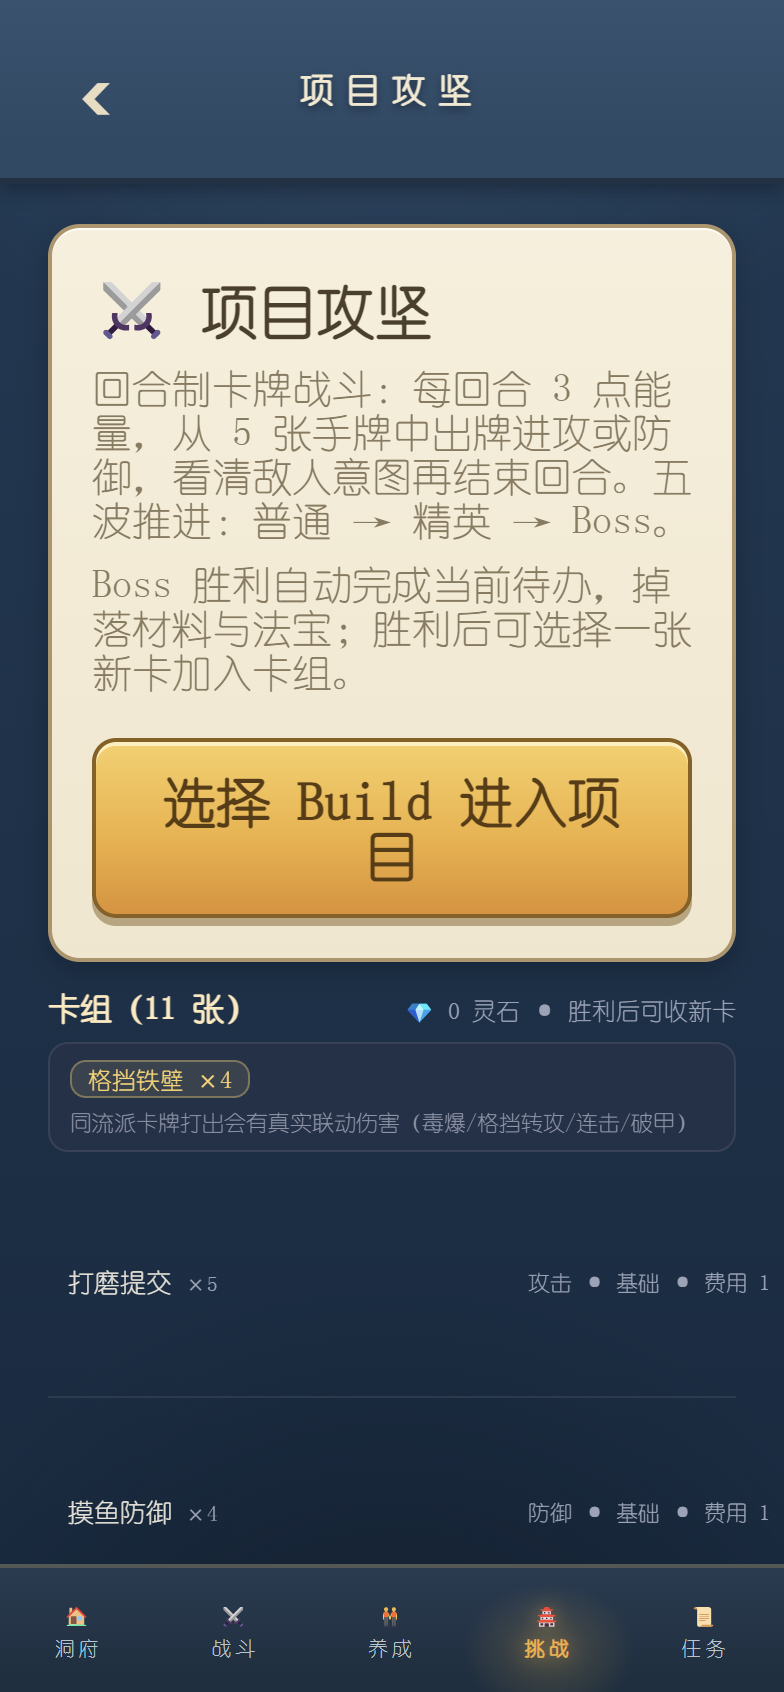 项目攻坚
项目攻坚
回合制卡牌战斗：每回合 3 点能
量，从 5 张手牌中出牌进攻或防
御，看清敌人意图再结束回合。五
波推进：普通 → 精英 → Boss。
Boss 胜利自动完成当前待办，掉
落材料与法宝；胜利后可选择一张
新卡加入卡组。
选择 Build 进入项
目
卡组（11 张） 0 灵石 • 胜利后可收新卡
格挡铁壁 ×4
同流派卡牌打出会有真实联动伤害（毒爆/格挡转攻/连击/破甲）
打磨提交 ×5 攻击 • 基础 • 费用 1
摸鱼防御 ×4 防御 • 基础 • 费用 1
洞府 战斗 养成 挑战 任务